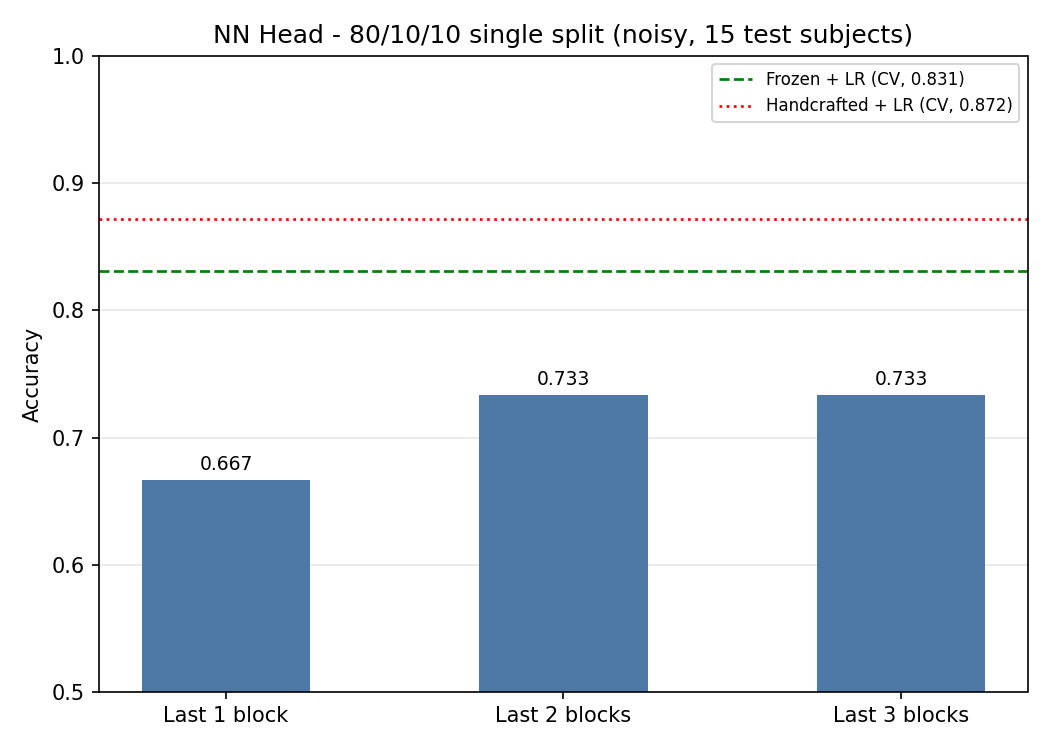 NN Head - 80/10/10 single split (noisy, 15 test subjects)
Frozen + LR (CV, 0.831)
Handcrafted + LR (CV, 0.872)
Accuracy
1.0
0.9
0.8
0.7
0.6
0.5
0.667
0.733
0.733
Last 1 block
Last 2 blocks
Last 3 blocks